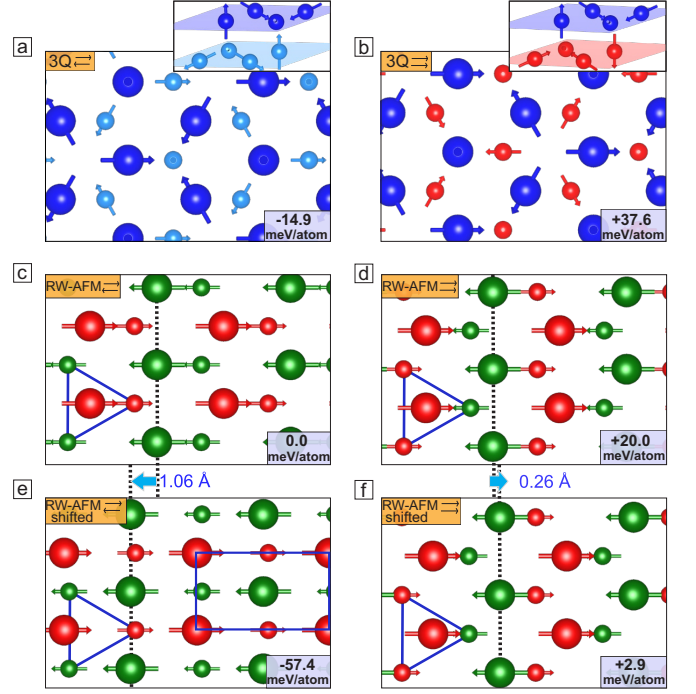 a
3Q
-14.9
meV/atom
b
3Q
+37.6
meV/atom
c
RW-AFM
0.0
meV/atom
d
RW-AFM
+20.0
meV/atom
1.06 Å
0.26 Å
e
RW-AFM
shifted
-57.4
meV/atom
f
RW-AFM
shifted
+2.9
meV/atom